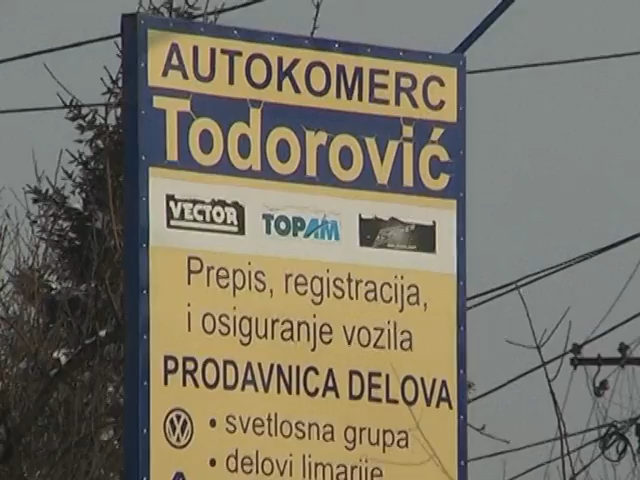 AUTOKOMERC
Todorović
VECTOR TOPAM
Prepis, registracija,
i osiguranje vozila
PRODAVNICA DELOVA
• svetlosna grupa
• delovi limarije